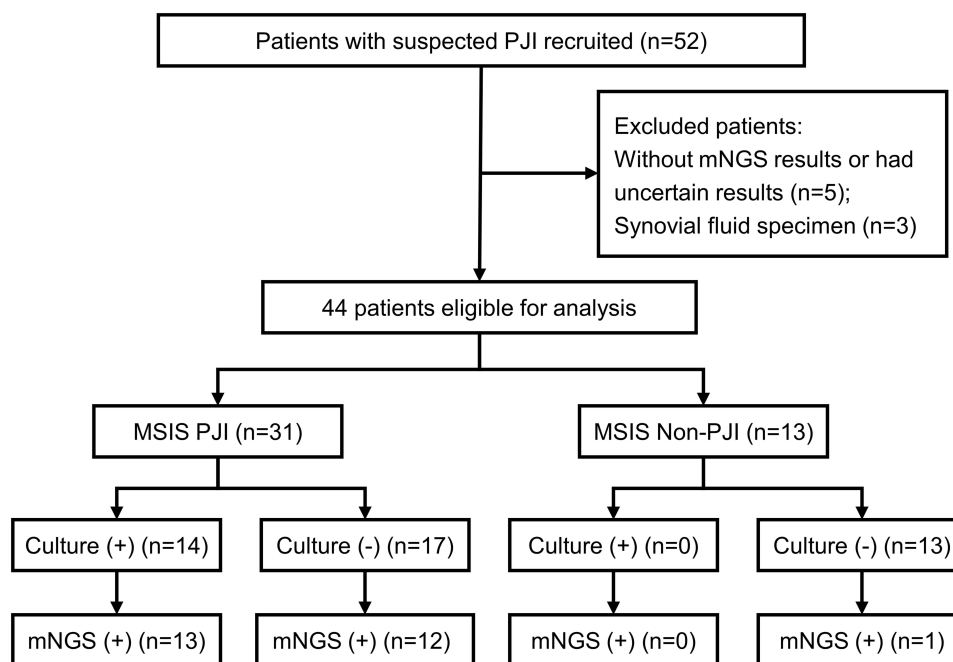 Patients with suspected PJI recruited (n=52)
Excluded patients:
Without mNGS results or had
uncertain results (n=5);
Synovial fluid specimen (n=3)
44 patients eligible for analysis
MSIS PJI (n=31)
MSIS Non-PJI (n=13)
Culture (+) (n=14)
Culture (-) (n=17)
Culture (+) (n=0)
Culture (-) (n=13)
mNGS (+) (n=13)
mNGS (+) (n=12)
mNGS (+) (n=0)
mNGS (+) (n=1)